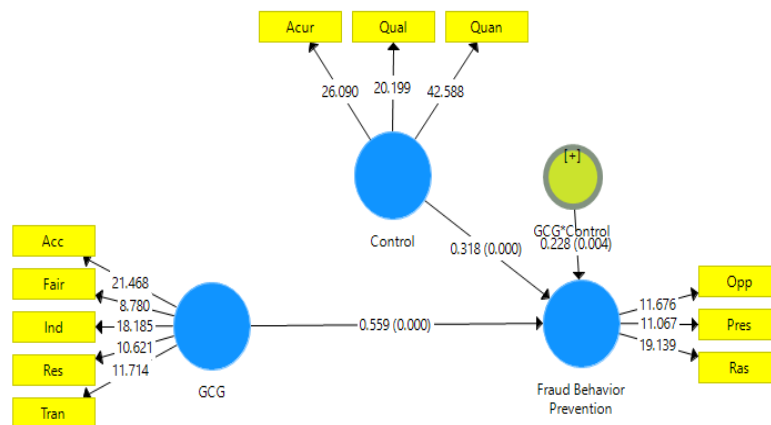 Acur
Qual
Quan
26.090
20.199
42.588
[+]
Control
GCG*Control
0.318 (0.000)
0.228 (0.004)
Acc
Fair
Ind
Res
Tran
21.468
8.780
18.185
10.621
11.714
GCG
0.559 (0.000)
11.676
11.067
19.139
Opp
Pres
Ras
Fraud Behavior
Prevention